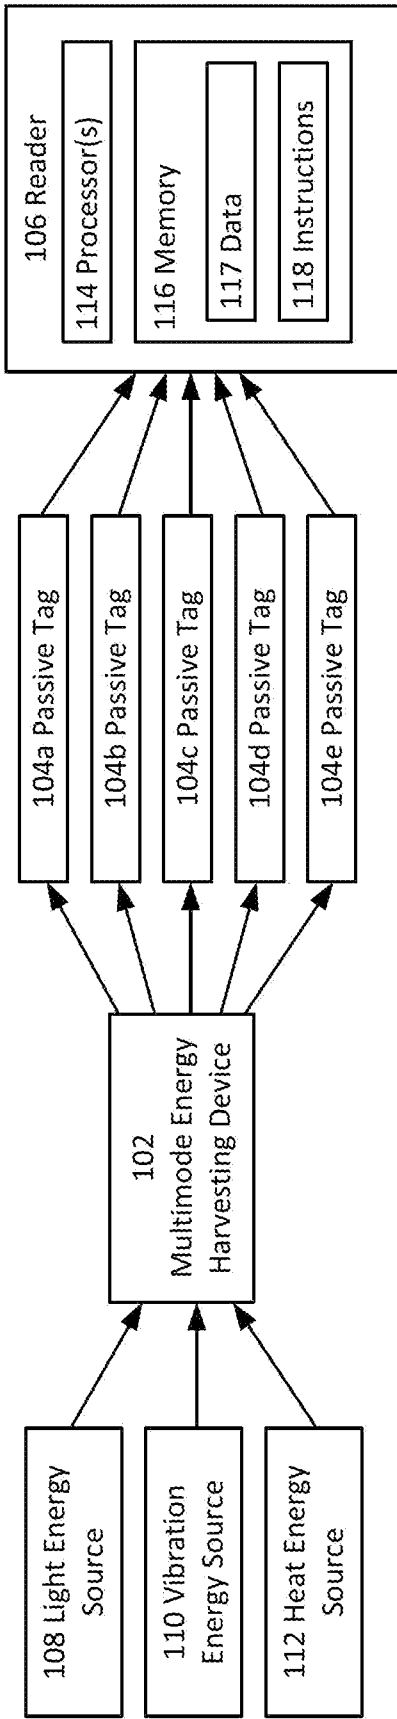 108 Light Energy
Source
110 Vibration
Energy Source
112 Heat Energy
Source
102
Multimode Energy
Harvesting Device
104a Passive Tag
104b Passive Tag
104c Passive Tag
104d Passive Tag
104e Passive Tag
106 Reader
114 Processor(s)
116 Memory
117 Data
118 Instructions